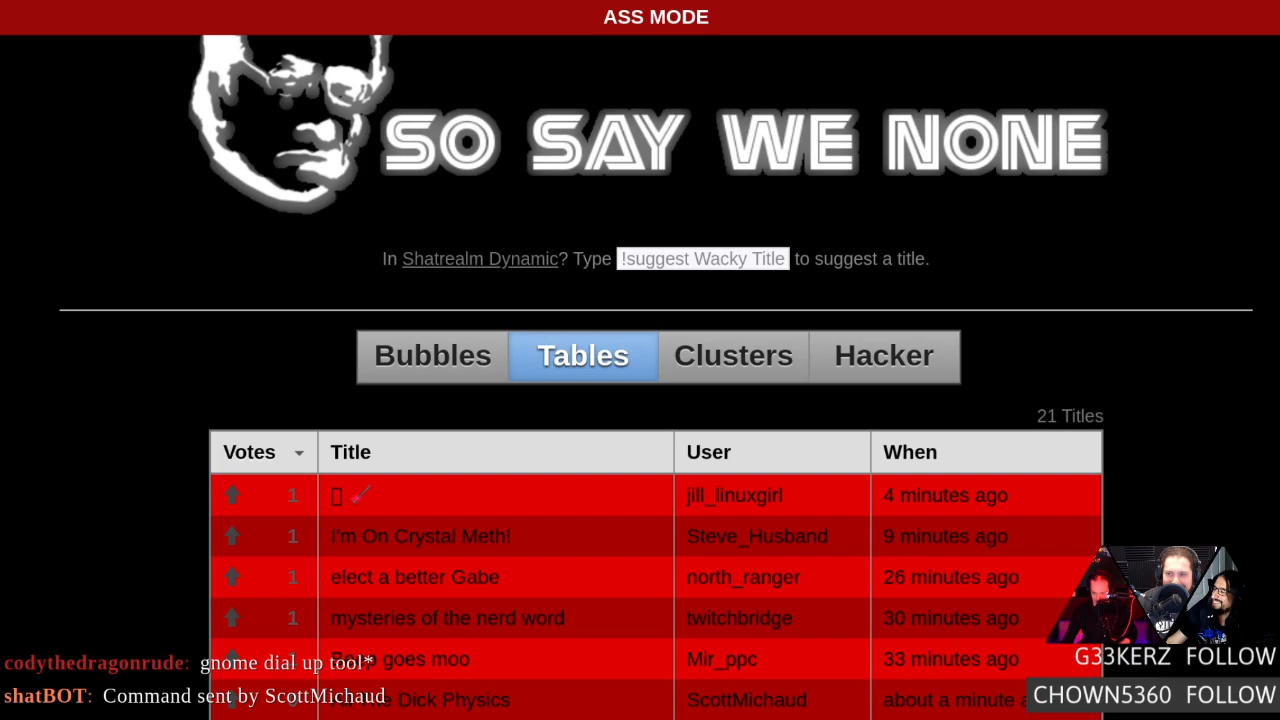 ASS MODE
SO SAY WE NONE
In Shatrealm Dynamic? Type !suggest Wacky Title to suggest a title.
Bubbles Tables Clusters Hacker
21 Titles
Votes Title User When
1 jill_linuxgirl 4 minutes ago
1 I'm On Crystal Meth! Steve_Husband 9 minutes ago
1 elect a better Gabe north_ranger 26 minutes ago
1 mysteries of the nerd word twitchbridge 30 minutes ago
goes moo Mir_ppc 33 minutes ago
Dick Physics ScottMichaud about a minute
codythedragonrude: gnome dial up tool*
shatBOT: Command sent by ScottMichaud
G33KERZ FOLLOW
CHOWN5360 FOLLOW